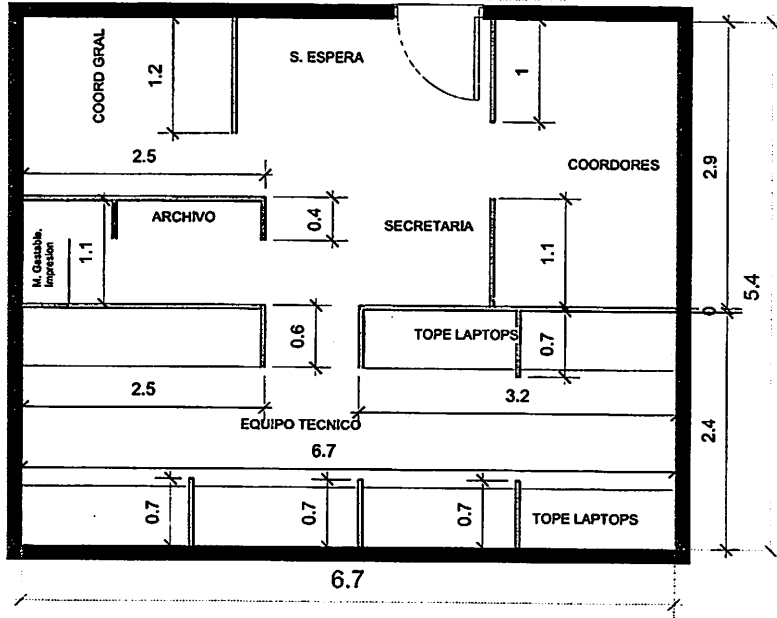 S. ESPERA
COORD GRAL
1.2
1
2.5
COORDORES
2.9
ARCHIVO
0.4
SECRETARIA
M. Gastable.
Impresion
1.1
1.1
5.4
0
0.6
TOPE LAPTOPS
0.7
2.5
3.2
EQUIPO TECNICO
2.4
6.7
0.7
0.7
0.7
TOPE LAPTOPS
6.7